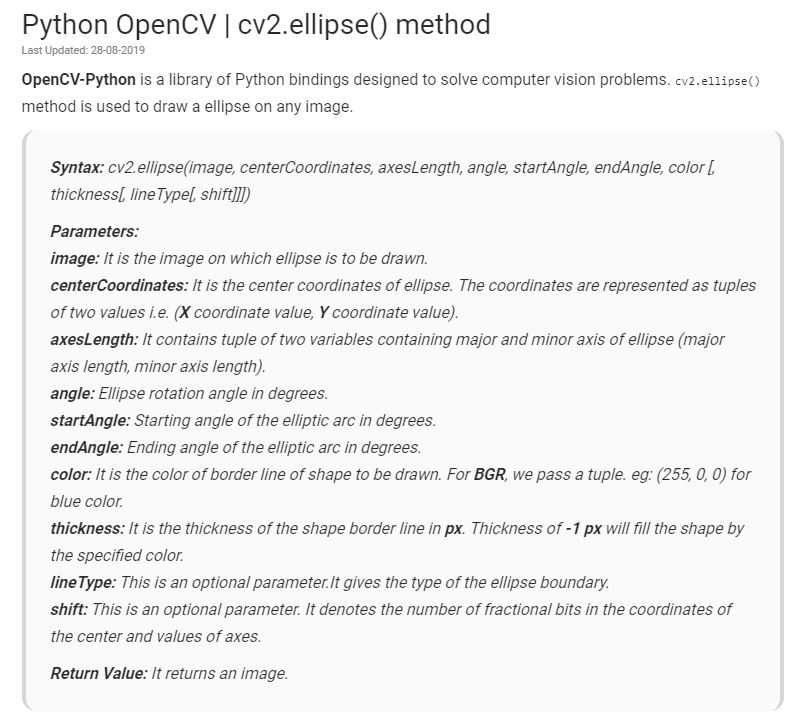 Python OpenCV | cv2.ellipse() method
Last Updated: 28-08-2019
OpenCV-Python is a library of Python bindings designed to solve computer vision problems. cv2.ellipse()
method is used to draw a ellipse on any image.
Syntax: cv2.ellipse(image, centerCoordinates, axesLength, angle, startAngle, endAngle, color [,
thickness[, lineType[, shift]]])
Parameters:
image: It is the image on which ellipse is to be drawn.
centerCoordinates: It is the center coordinates of ellipse. The coordinates are represented as tuples
of two values i.e. (X coordinate value, Y coordinate value).
axesLength: It contains tuple of two variables containing major and minor axis of ellipse (major
axis length, minor axis length).
angle: Ellipse rotation angle in degrees.
startAngle: Starting angle of the elliptic arc in degrees.
endAngle: Ending angle of the elliptic arc in degrees.
color: It is the color of border line of shape to be drawn. For BGR, we pass a tuple. eg: (255, 0, 0) for
blue color.
thickness: It is the thickness of the shape border line in px. Thickness of -1 px will fill the shape by
the specified color.
lineType: This is an optional parameter.It gives the type of the ellipse boundary.
shift: This is an optional parameter. It denotes the number of fractional bits in the coordinates of
the center and values of axes.
Return Value: It returns an image.